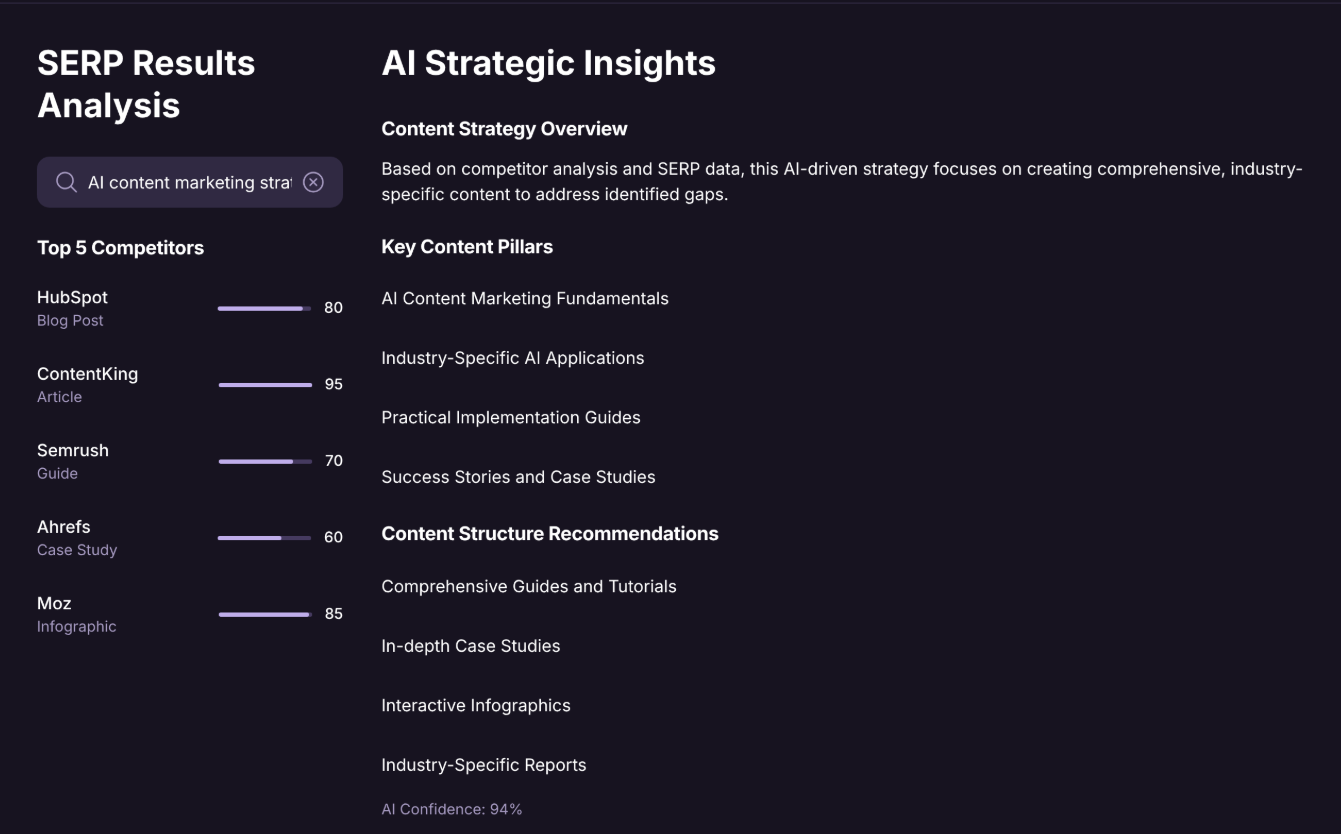 SERP Results
Analysis
AI content marketing strat
Top 5 Competitors
HubSpot
Blog Post
80
ContentKing
Article
95
Semrush
Guide
70
Ahrefs
Case Study
60
Moz
Infographic
85
AI Strategic Insights
Content Strategy Overview
Based on competitor analysis and SERP data, this AI-driven strategy focuses on creating comprehensive, industry-
specific content to address identified gaps.
Key Content Pillars
AI Content Marketing Fundamentals
Industry-Specific AI Applications
Practical Implementation Guides
Success Stories and Case Studies
Content Structure Recommendations
Comprehensive Guides and Tutorials
In-depth Case Studies
Interactive Infographics
Industry-Specific Reports
AI Confidence: 94%